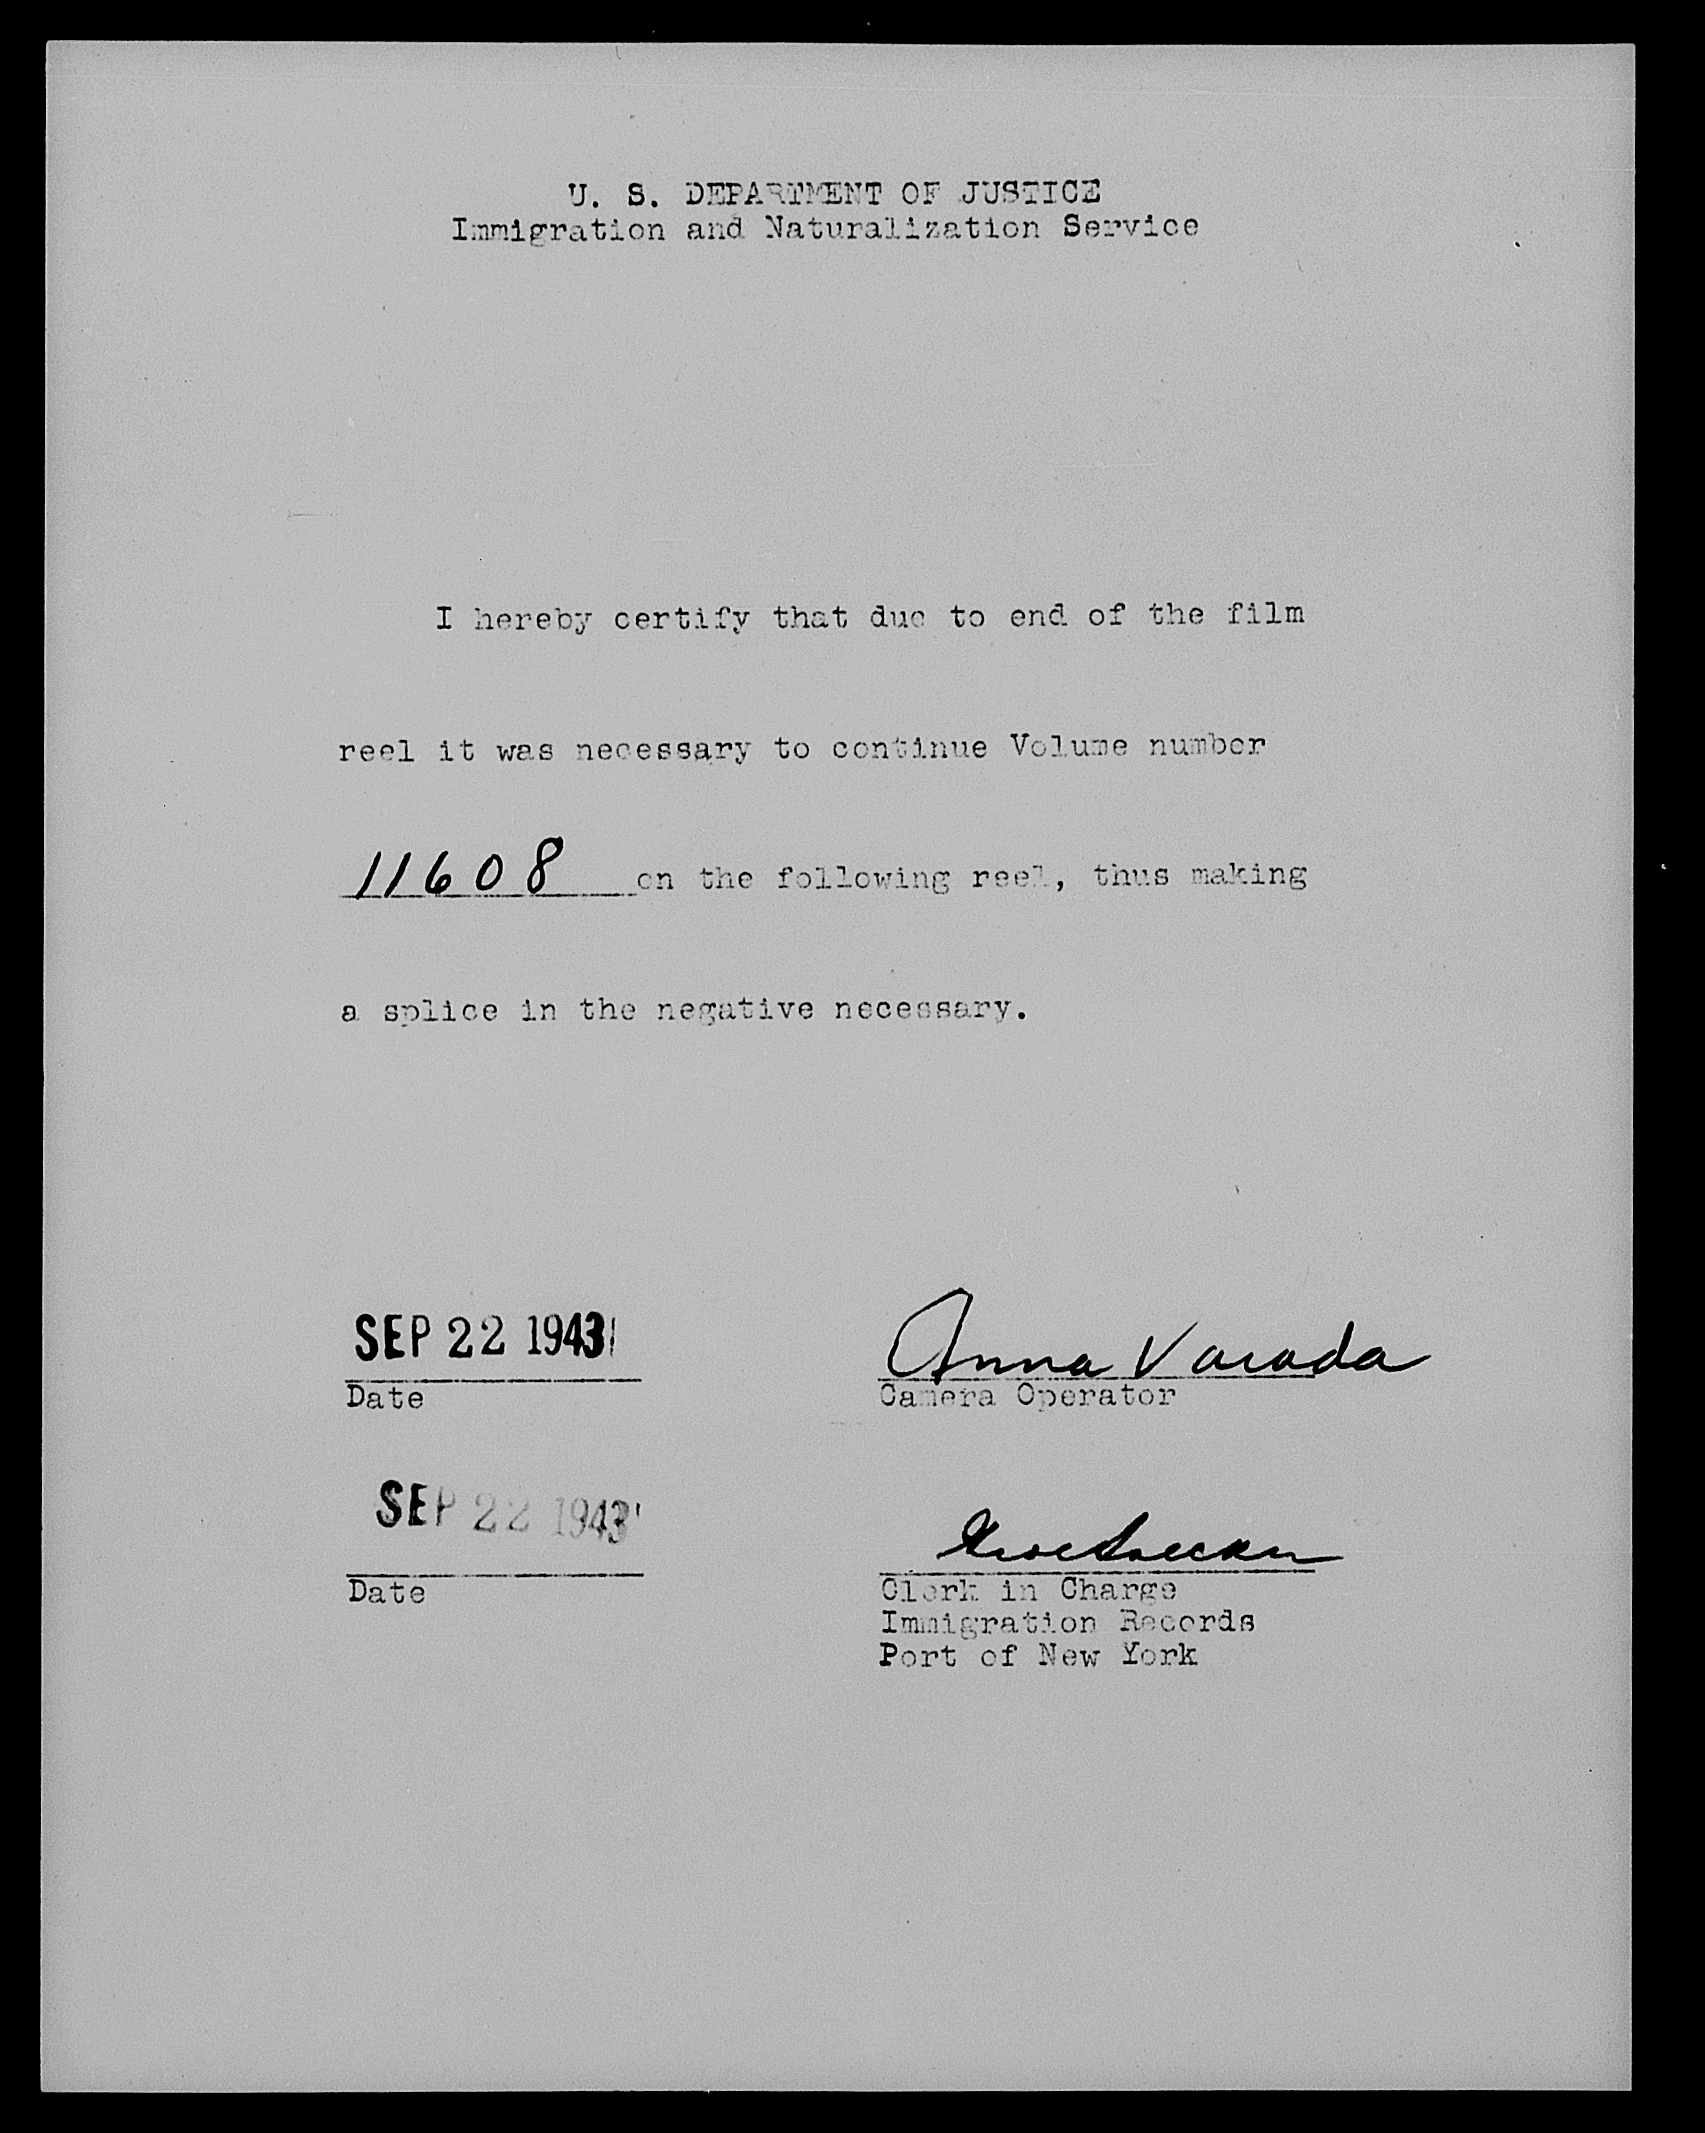 U. S. DEPARTMENT OF JUSTICE
Immigration and Naturalization Service
I hereby certify that due to end of the film
reel it was necessary to continue Volume number
11608 on the following reel, thus making
a splice in the negative necessary.
SEP 22 1943
Anna Varada
Date
Camera Operator
SEP 22 1943
Date
Clerk in Charge
Immigration Records
Port of New York